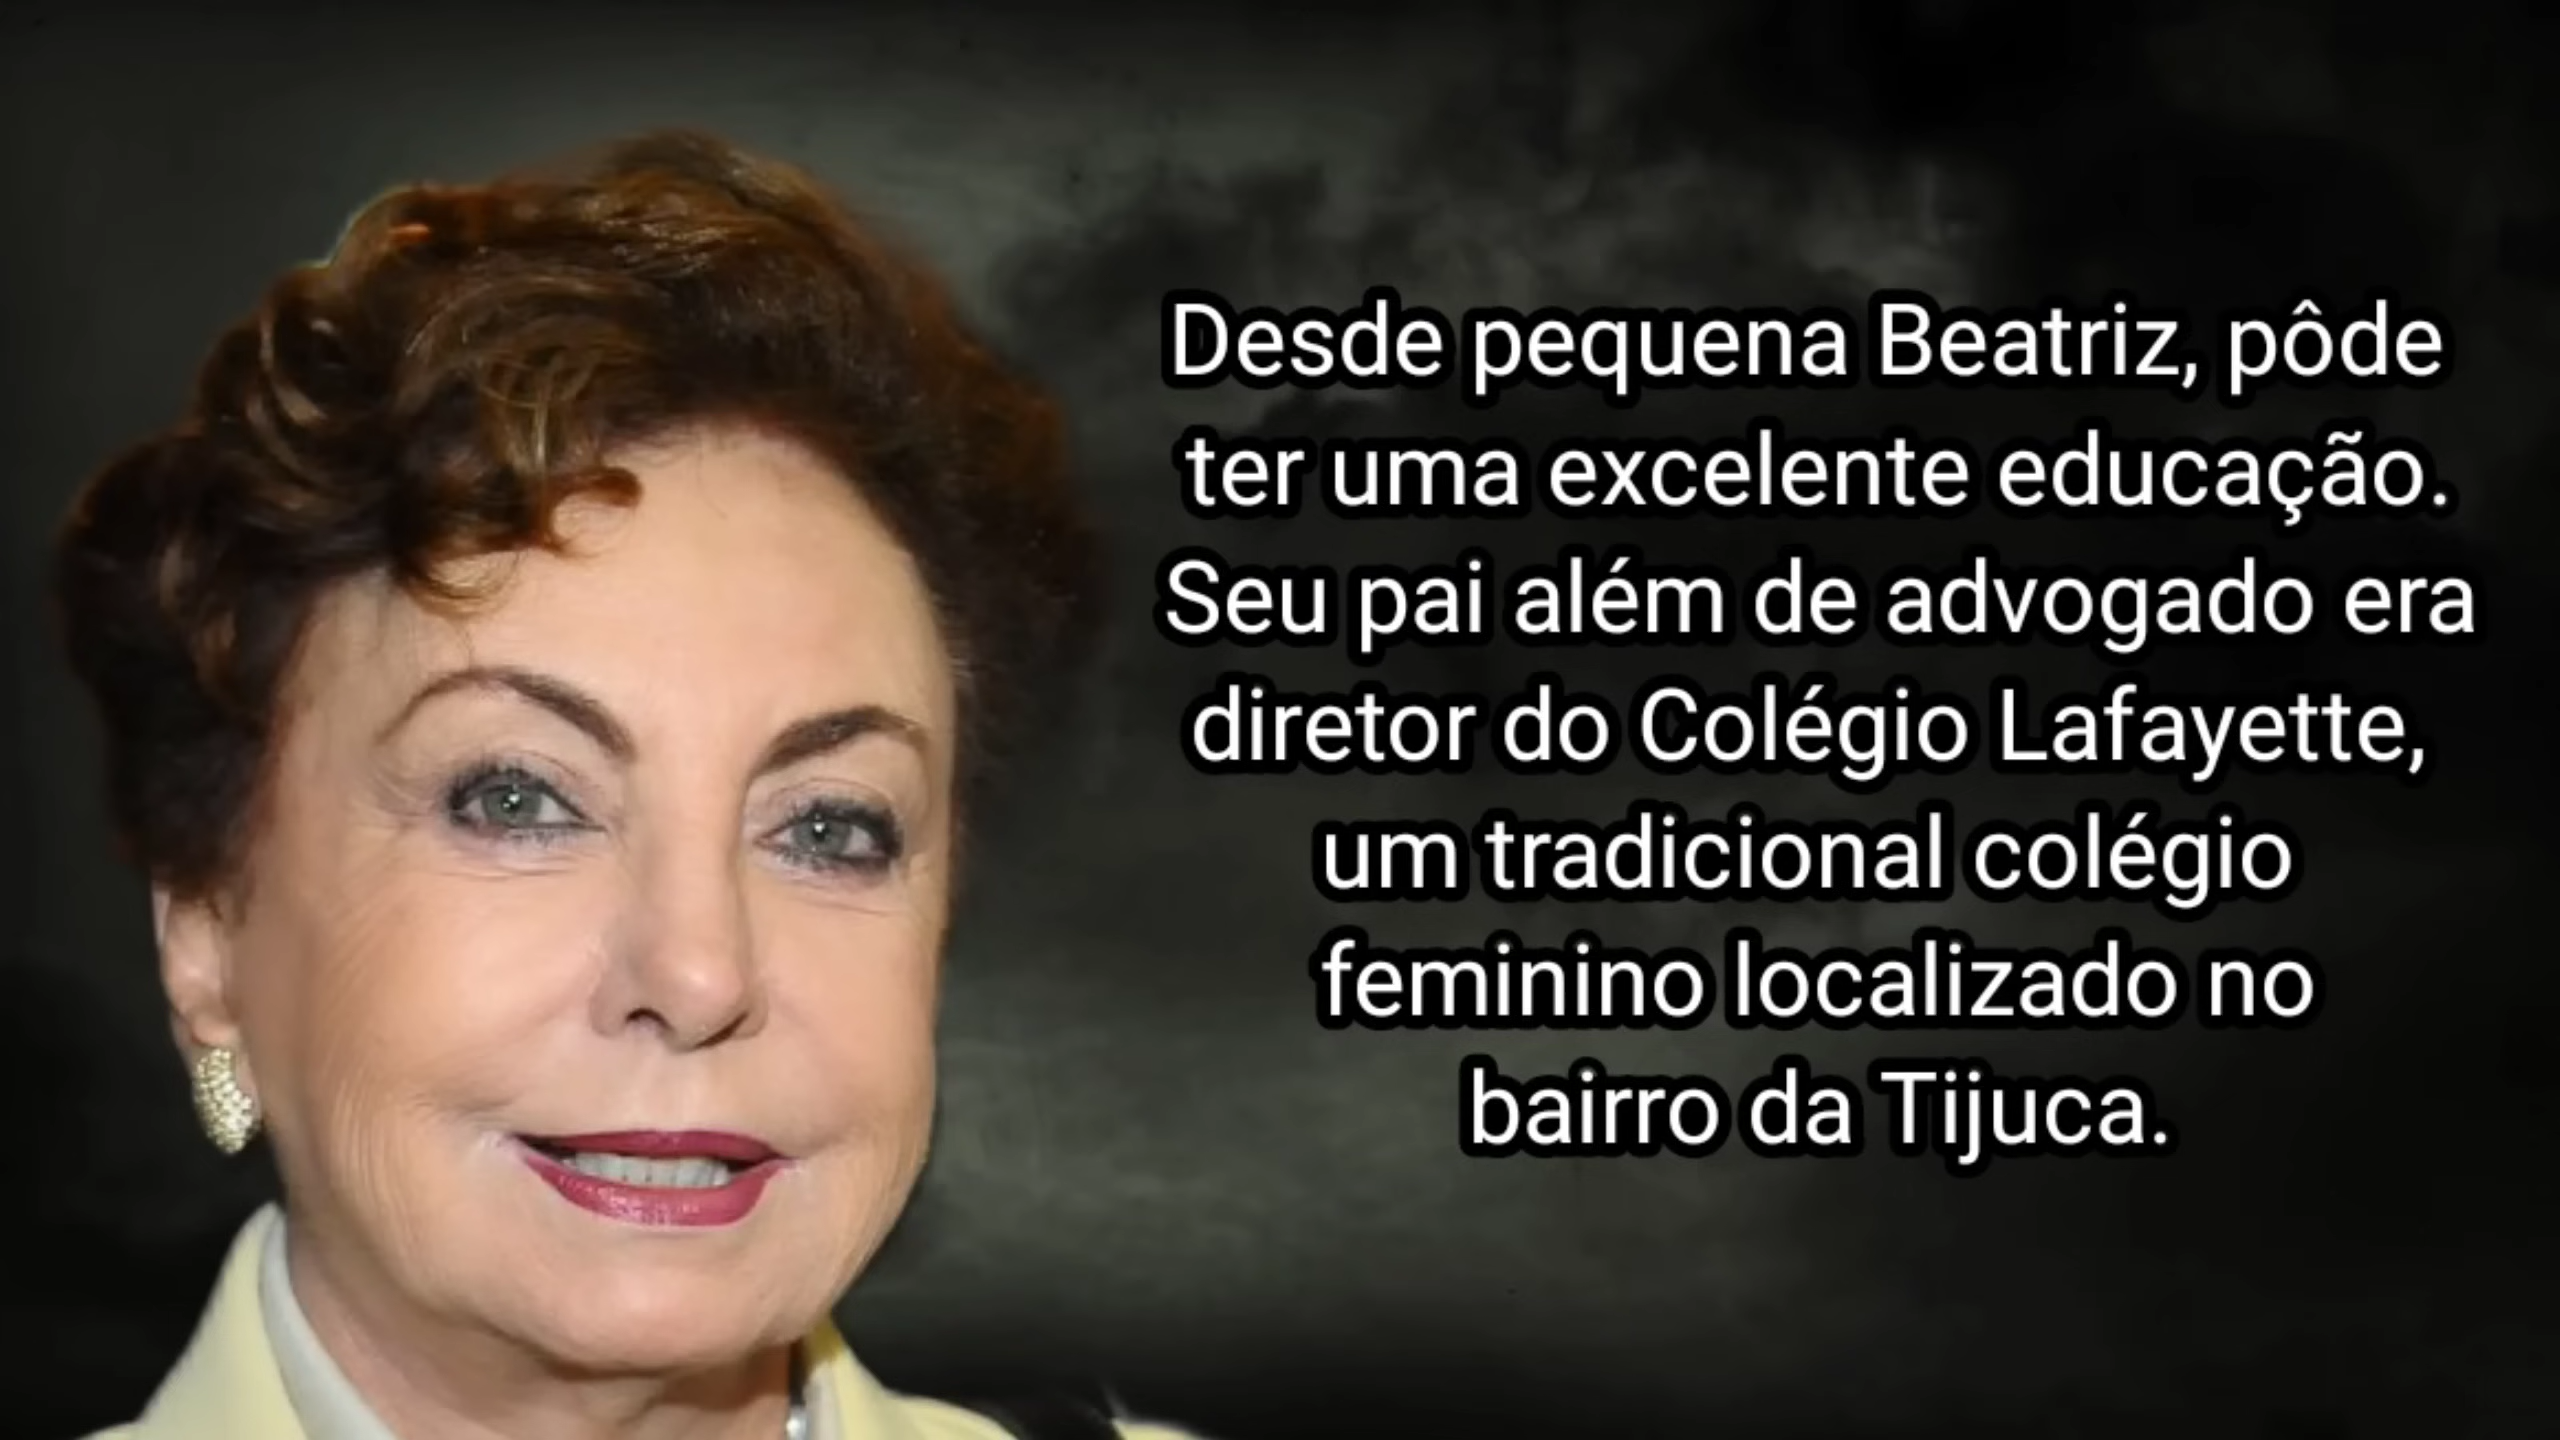 Desde pequena Beatriz, pôde
ter uma excelente educação.
Seu pai além de advogado era
diretor do Colégio Lafayette,
um tradicional colégio
feminino localizado no
bairro da Tijuca.